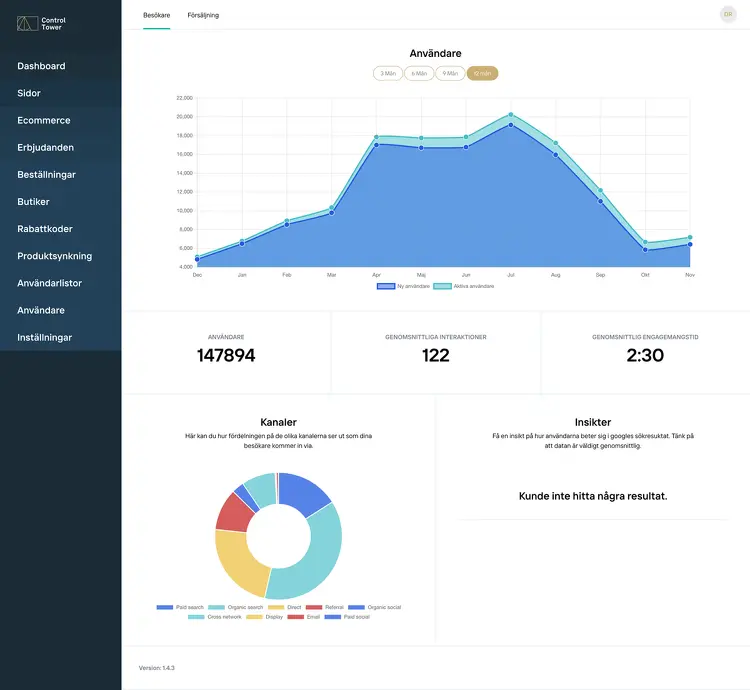 Control
Tower
Dashboard
Sidor
Ecommerce
Erbjudanden
Beställningar
Butiker
Rabattkoder
Produktsynkning
Användarlistor
Användare
Inställningar
Besökare Försäljning
DR
Användare
3 Mån 6 Mån 9 Mån 12 mån
22,000
20,000
18,000
16,000
14,000
12,000
10,000
8,000
6,000
4,000
Dec Jan Feb Mar Apr Maj Jun Jul Aug Sep Okt Nov
Ny användare Aktiva användare
ANVÄNDARE
147894
GENOMSNITTLIGA INTERAKTIONER
122
GENOMSNITTLIG ENGAGEMANGSTID
2:30
Kanaler
Här kan du hur fördelningen på de olika kanalerna ser ut som dina
besökare kommer in via.
Paid search Organic search Direct Referral Organic social
Cross network Display Email Paid social
Insikter
Få en insikt på hur användarna beter sig i googles sökresuktat. Tänk på
att datan är väldigt genomsnittlig.
Kunde inte hitta några resultat.
Version: 1.4.3